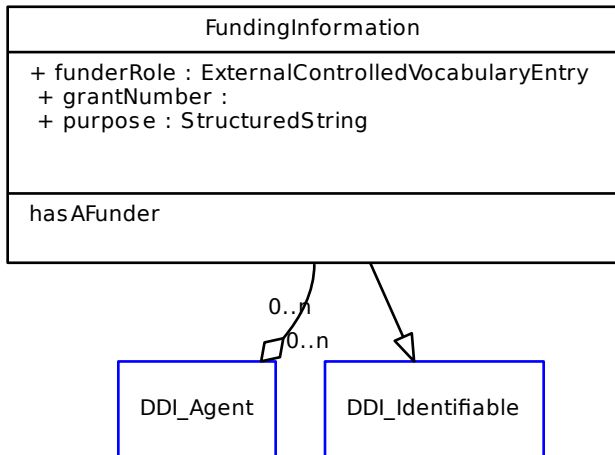 FundingInformation
+ funderRole : ExternalControlledVocabularyEntry
+ grantNumber :
+ purpose : StructuredString
hasAFunder
0..n
0..n
DDI_Agent
DDI_Identifiable